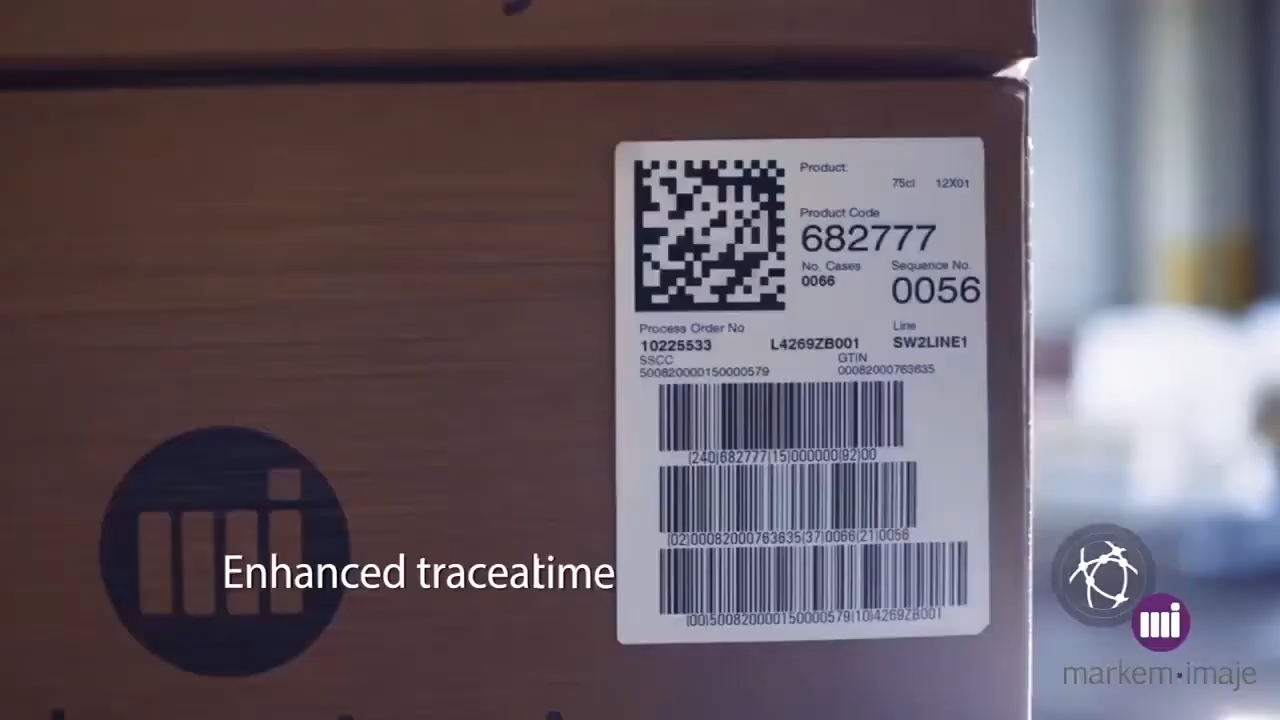 Product:
75cl 12X01
Product Code
682777
No. Cases
Sequence No.
0066
0056
Process Order No
Line
10225533
L4269ZB001
SW2LINE1
SSCC
GTIN
500820000150000579
00082000763635
(240)682777(15)000000(92)00
(02)00082000763635(37)0066(21)0056
(00)500820000150000579(10)4269ZB001
Enhanced traceatime
markem·imaje